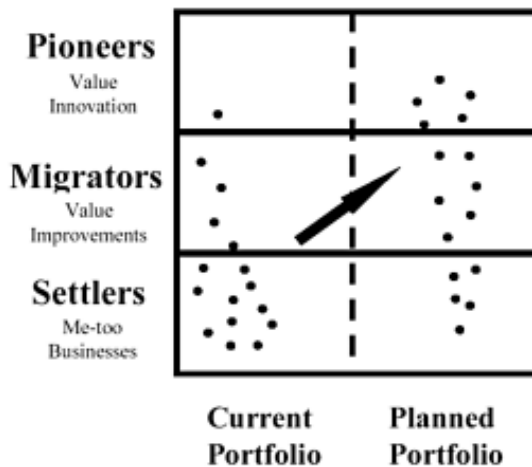 Pioneers
Value
Innovation
Migrators
Value
Improvements
Settlers
Me-too
Businesses
Current
Portfolio
Planned
Portfolio